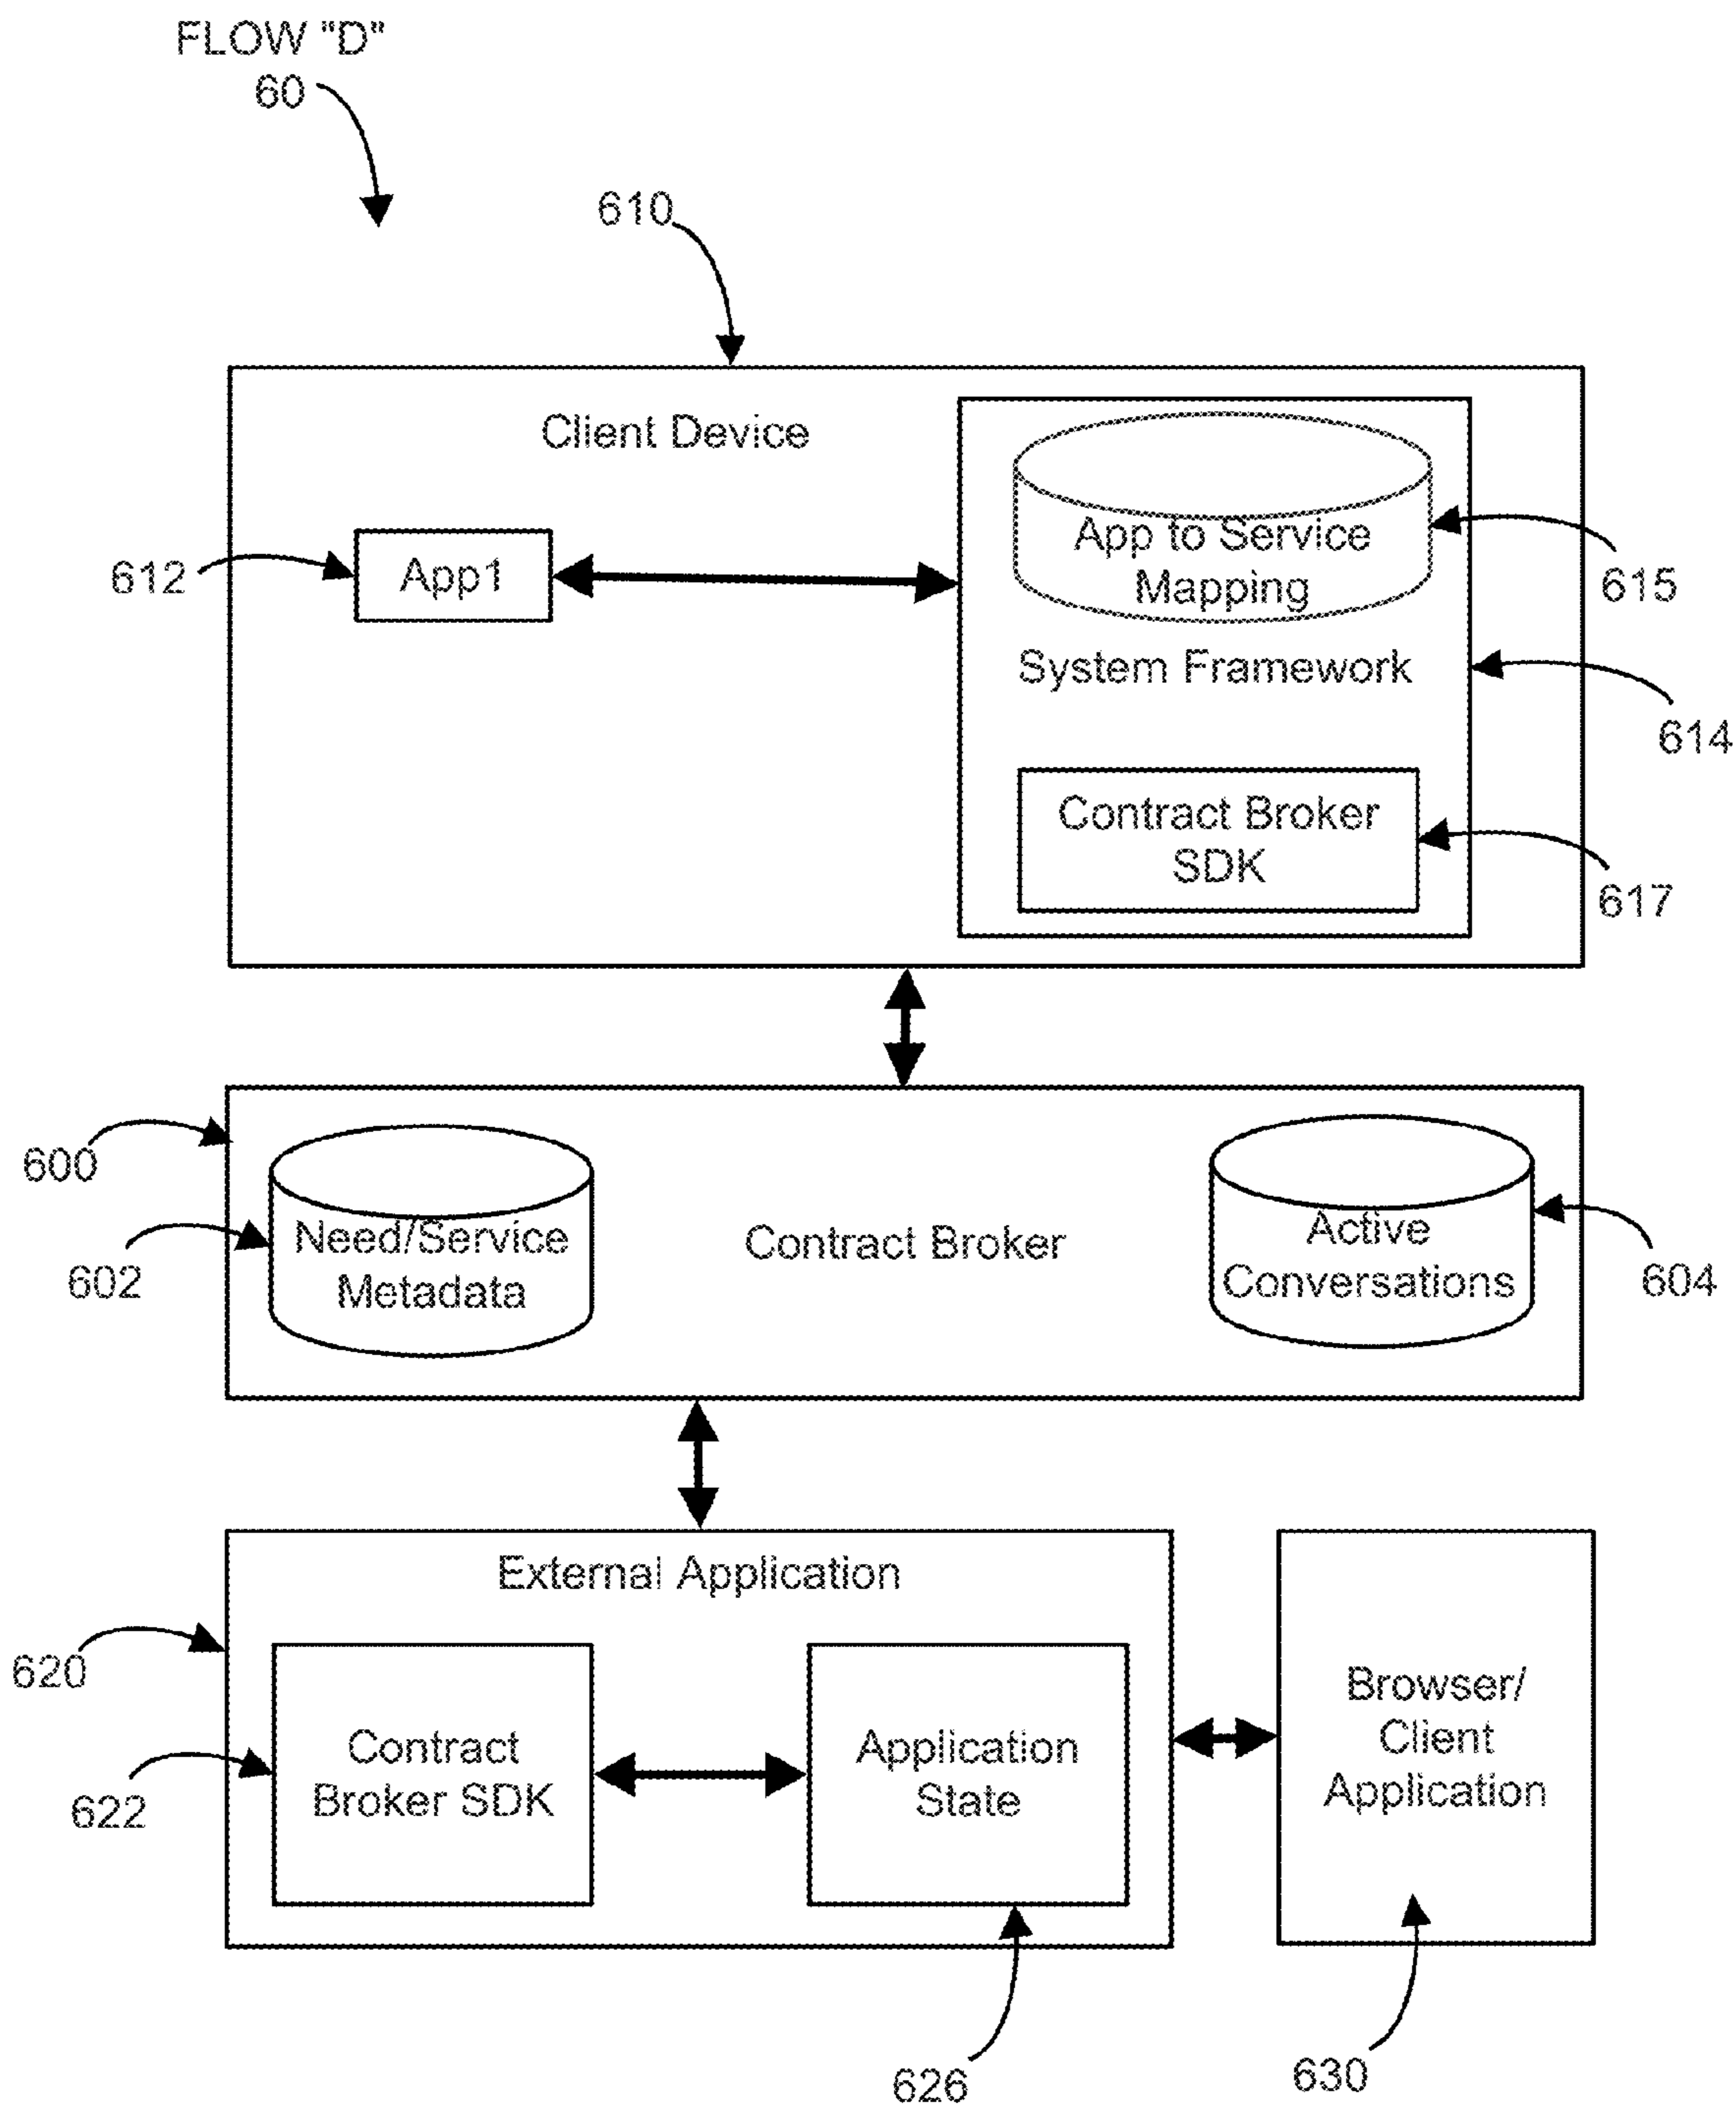 FLOW "D"
60
610
Client Device
App to Service
Mapping
612
App1
615
System Framework
614
Contract Broker
SDK
617
600
602
Need/Service
Metadata
Contract Broker
Active
Conversations
604
External Application
620
622
Contract
Broker SDK
Application
State
Browser/
Client
Application
626
630